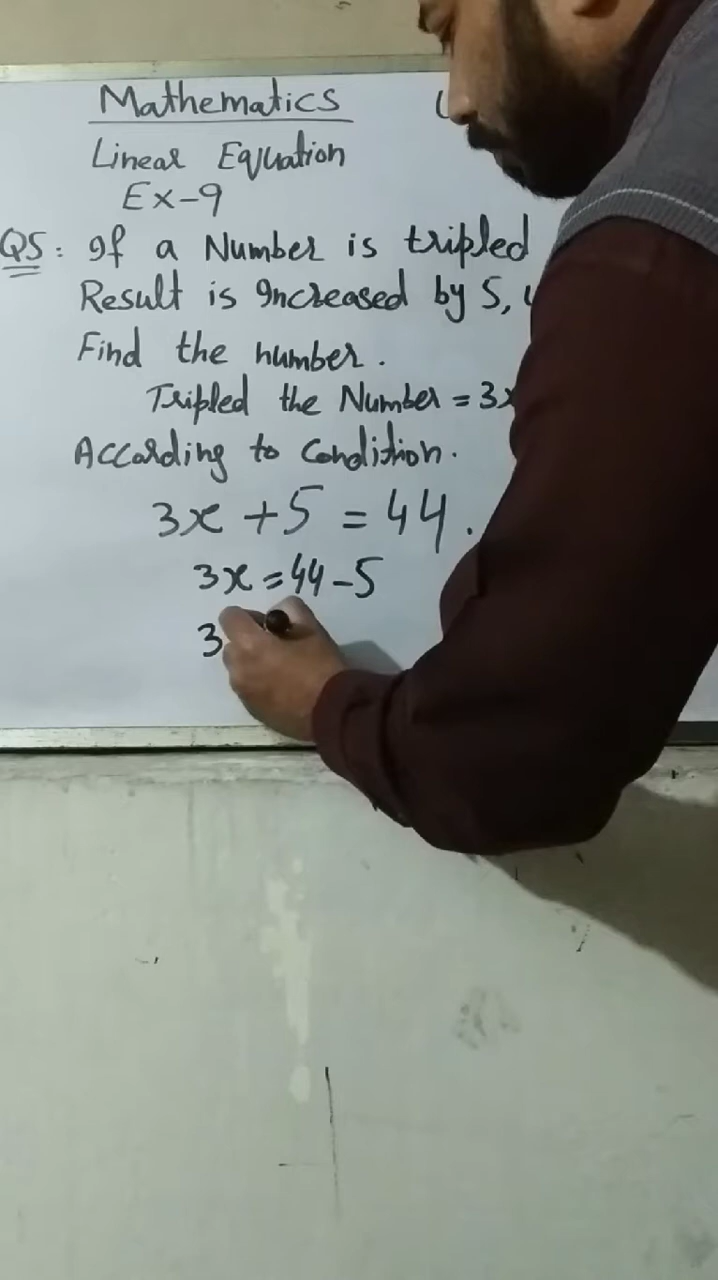 Mathematics
Linear Equation
Ex-9
Q5: If a Number is tripled
Result is Increased by 5,
Find the number.
Tripled the Number = 3x
According to Condition.
3x + 5 = 44.
3x = 44 - 5
3